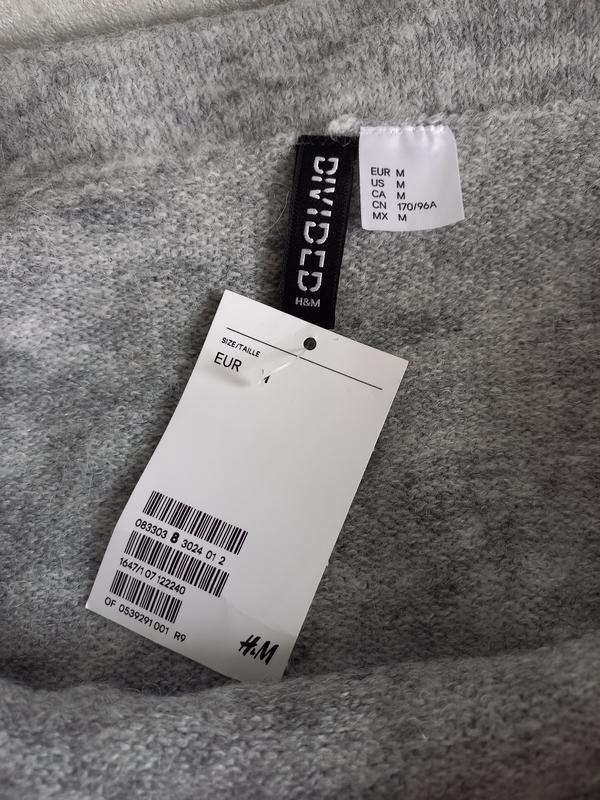 DIVIDED
H&M
EUR M
US M
CA M
CN 170/96A
MX M
SIZE/TAILLE
EUR
083303 8 3024 01 2
1647/1 07 122240
OF 0539291 001 R9
H&M